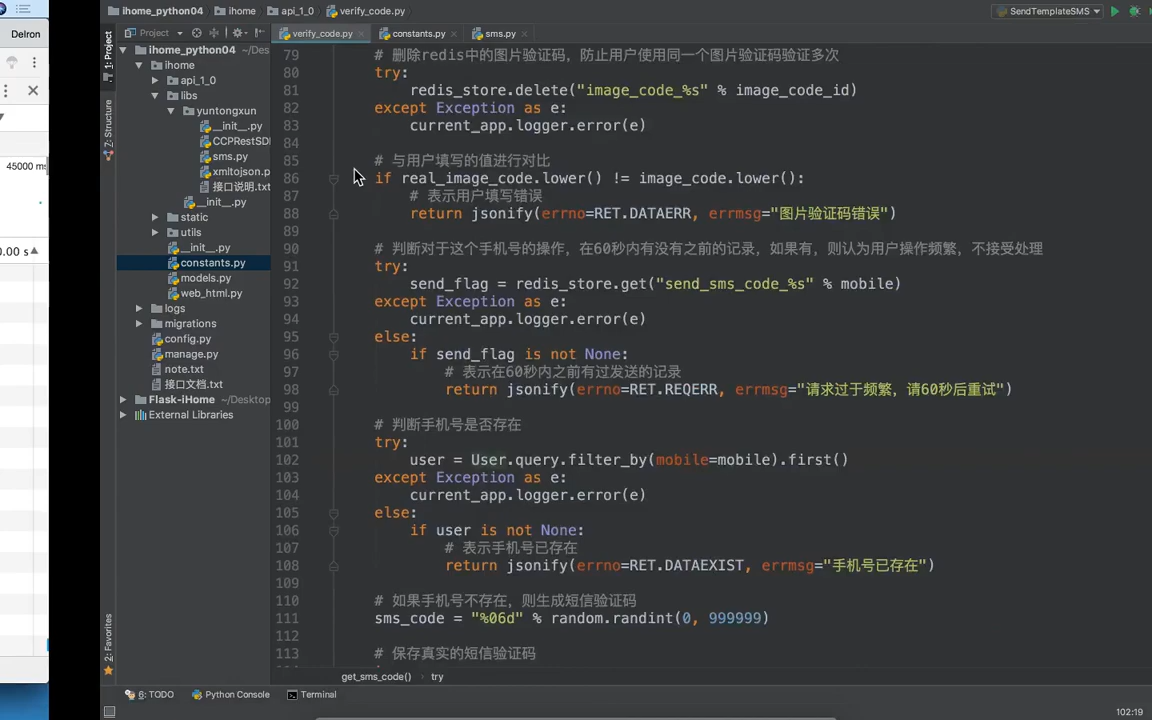 ihome_python04 ihome api_1_0 verify_code.py SendTemplateSMS
Delron
1: Project
Project
verify_code.py constants.py sms.py
ihome_python04 ~/Des
ihome
api_1_0
libs
yuntongxun
__init__.py
CCPRestSD
sms.py
xmltojson.p
接口说明.txt
__init__.py
static
utils
__init__.py
constants.py
models.py
web_html.py
logs
migrations
config.py
manage.py
note.txt
接口文档.txt
Flask-iHome ~/Desktop
External Libraries
Z: Structure
2: Favorites
45000 ms
0.00 s
79 # 删除redis中的图片验证码，防止用户使用同一个图片验证码验证多次
80 try:
81 redis_store.delete("image_code_%s" % image_code_id)
82 except Exception as e:
83 current_app.logger.error(e)
84
85 # 与用户填写的值进行对比
86 if real_image_code.lower() != image_code.lower():
87 # 表示用户填写错误
88 return jsonify(errno=RET.DATAERR, errmsg="图片验证码错误")
89
90 # 判断对于这个手机号的操作，在60秒内有没有之前的记录，如果有，则认为用户操作频繁，不接受处理
91 try:
92 send_flag = redis_store.get("send_sms_code_%s" % mobile)
93 except Exception as e:
94 current_app.logger.error(e)
95 else:
96 if send_flag is not None:
97 # 表示在60秒内之前有过发送的记录
98 return jsonify(errno=RET.REQERR, errmsg="请求过于频繁，请60秒后重试")
99
100 # 判断手机号是否存在
101 try:
102 user = User.query.filter_by(mobile=mobile).first()
103 except Exception as e:
104 current_app.logger.error(e)
105 else:
106 if user is not None:
107 # 表示手机号已存在
108 return jsonify(errno=RET.DATAEXIST, errmsg="手机号已存在")
109
110 # 如果手机号不存在，则生成短信验证码
111 sms_code = "%06d" % random.randint(0, 999999)
112
113 # 保存真实的短信验证码
get_sms_code() try
6: TODO Python Console Terminal
102:19